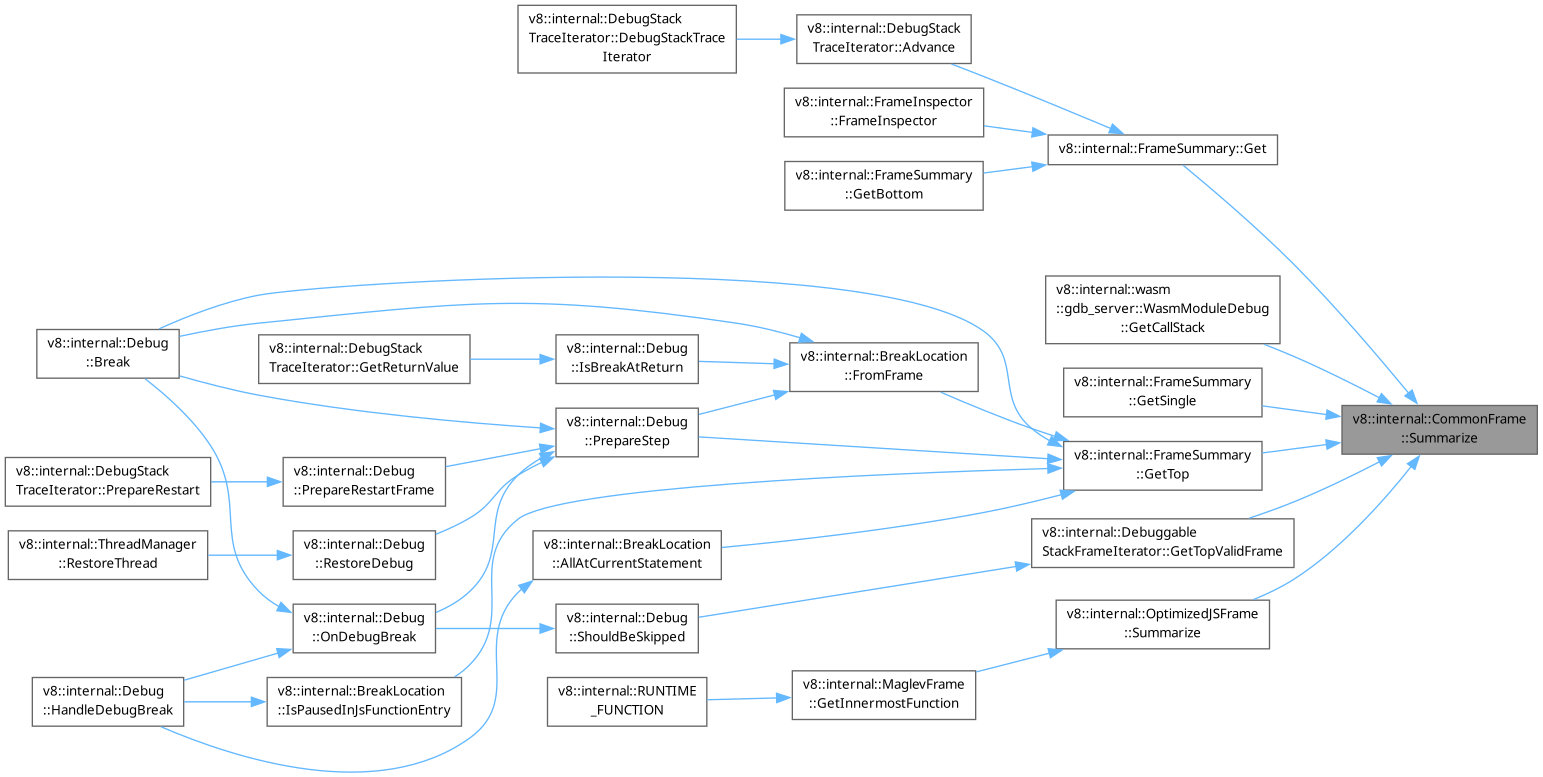 v8::internal::DebugStack
TraceIterator::DebugStackTrace
Iterator
v8::internal::DebugStack
TraceIterator::Advance
v8::internal::FrameInspector
::FrameInspector
v8::internal::FrameSummary::Get
v8::internal::FrameSummary
::GetBottom
v8::internal::wasm
::gdb_server::WasmModuleDebug
::GetCallStack
v8::internal::Debug
::Break
v8::internal::DebugStack
TraceIterator::GetReturnValue
v8::internal::Debug
::IsBreakAtReturn
v8::internal::BreakLocation
::FromFrame
v8::internal::FrameSummary
::GetSingle
v8::internal::CommonFrame
::Summarize
v8::internal::Debug
::PrepareStep
v8::internal::FrameSummary
::GetTop
v8::internal::DebugStack
TraceIterator::PrepareRestart
v8::internal::Debug
::PrepareRestartFrame
v8::internal::ThreadManager
::RestoreThread
v8::internal::Debug
::RestoreDebug
v8::internal::BreakLocation
::AllAtCurrentStatement
v8::internal::Debuggable
StackFrameIterator::GetTopValidFrame
v8::internal::Debug
::OnDebugBreak
v8::internal::Debug
::ShouldBeSkipped
v8::internal::OptimizedJSFrame
::Summarize
v8::internal::Debug
::HandleDebugBreak
v8::internal::BreakLocation
::IsPausedInJsFunctionEntry
v8::internal::RUNTIME
_FUNCTION
v8::internal::MaglevFrame
::GetInnermostFunction